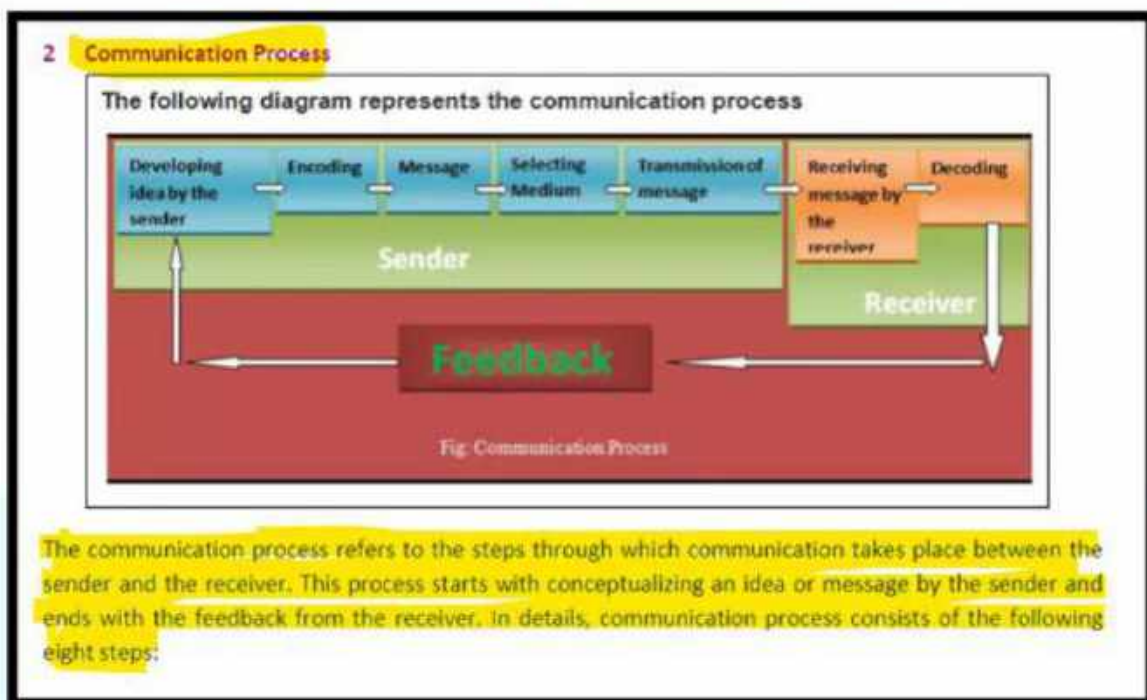 2 Communication Process
The following diagram represents the communication process
Developing
idea by the
sender
Encoding
Message
Selecting
Medium
Transmission of
message
Receiving
message by
the
receiver
Decoding
Sender
Receiver
Feedback
Fig: Communication Process
The communication process refers to the steps through which communication takes place between the
sender and the receiver. This process starts with conceptualizing an idea or message by the sender and
ends with the feedback from the receiver. In details, communication process consists of the following
eight steps: